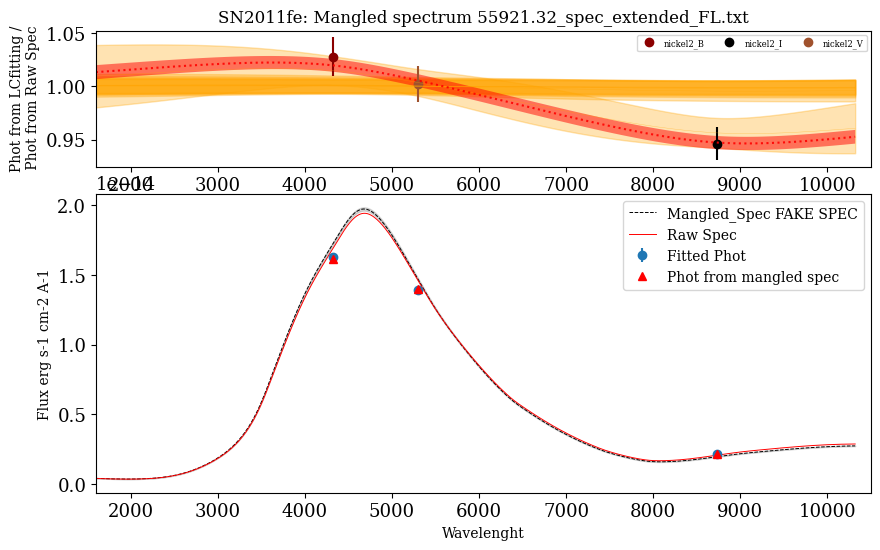 SN2011fe: Mangled spectrum 55921.32_spec_extended_FL.txt
Phot from LCfitting /
Phot from Raw Spec
1.05
1.00
0.95
nickel2_B
nickel2_I
nickel2_V
2000 3000 4000 5000 6000 7000 8000 9000 10000
Flux erg s-1 cm-2 A-1
2.0
1.5
1.0
0.5
0.0
Mangled_Spec FAKE SPEC
Raw Spec
Fitted Phot
Phot from mangled spec
2000 3000 4000 5000 6000 7000 8000 9000 10000
Wavelenght